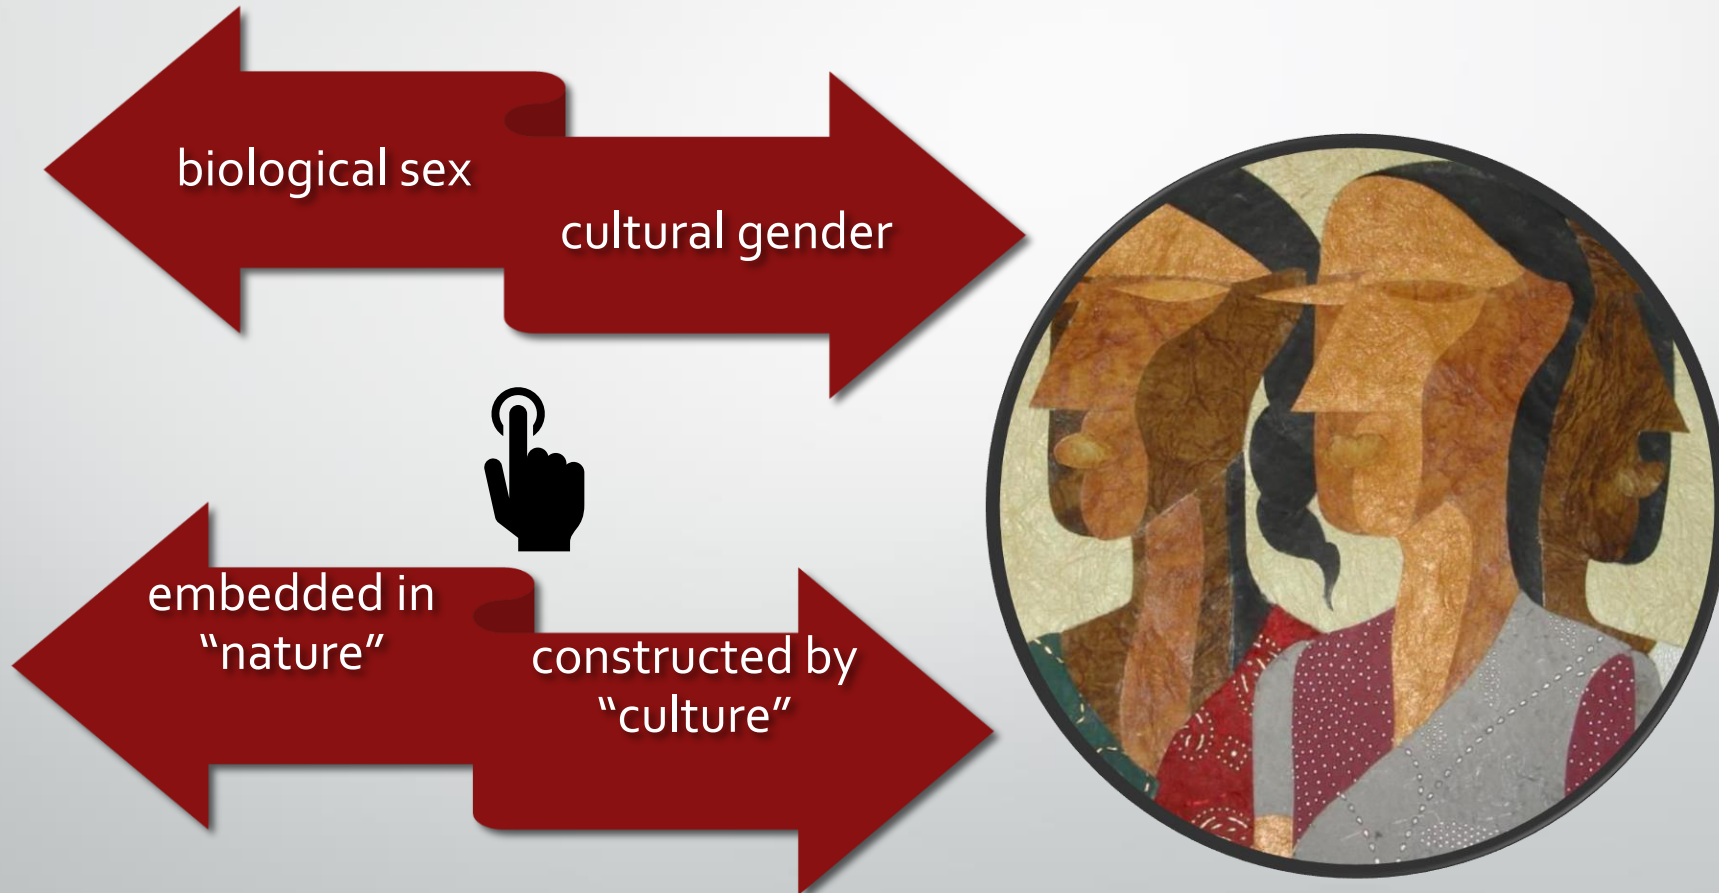 biological sex
cultural gender
embedded in
“nature”
constructed by
“culture”